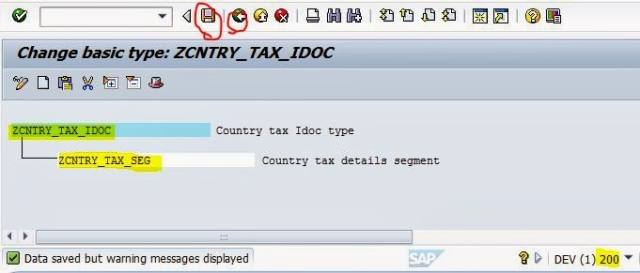 Change basic type: ZCNTRY_TAX_IDOC
ZCNTRY_TAX_IDOC Country tax Idoc type
ZCNTRY_TAX_SEG Country tax details segment
Data saved but warning messages displayed SAP DEV (1) 200